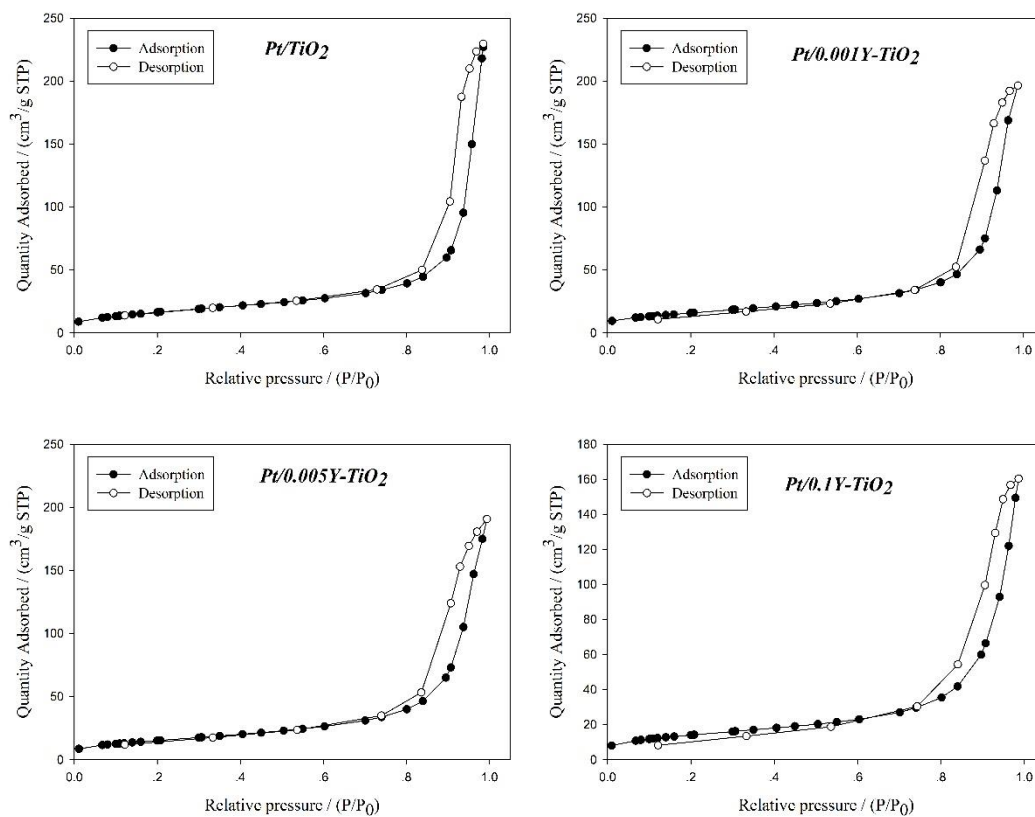 Pt/TiO2
Adsorption
Desorption
Quantity Adsorbed / (cm3/g STP)
250
200
150
100
50
0
0.0 .2 .4 .6 .8 1.0
Relative pressure / (P/P0)
Pt/0.001Y-TiO2
Adsorption
Desorption
Quantity Adsorbed / (cm3/g STP)
250
200
150
100
50
0
0.0 .2 .4 .6 .8 1.0
Relative pressure / (P/P0)
Pt/0.005Y-TiO2
Adsorption
Desorption
Quantity Adsorbed / (cm3/g STP)
250
200
150
100
50
0
0.0 .2 .4 .6 .8 1.0
Relative pressure / (P/P0)
Pt/0.1Y-TiO2
Adsorption
Desorption
Quantity Adsorbed / (cm3/g STP)
180
160
140
120
100
80
60
40
20
0
0.0 .2 .4 .6 .8 1.0
Relative pressure / (P/P0)